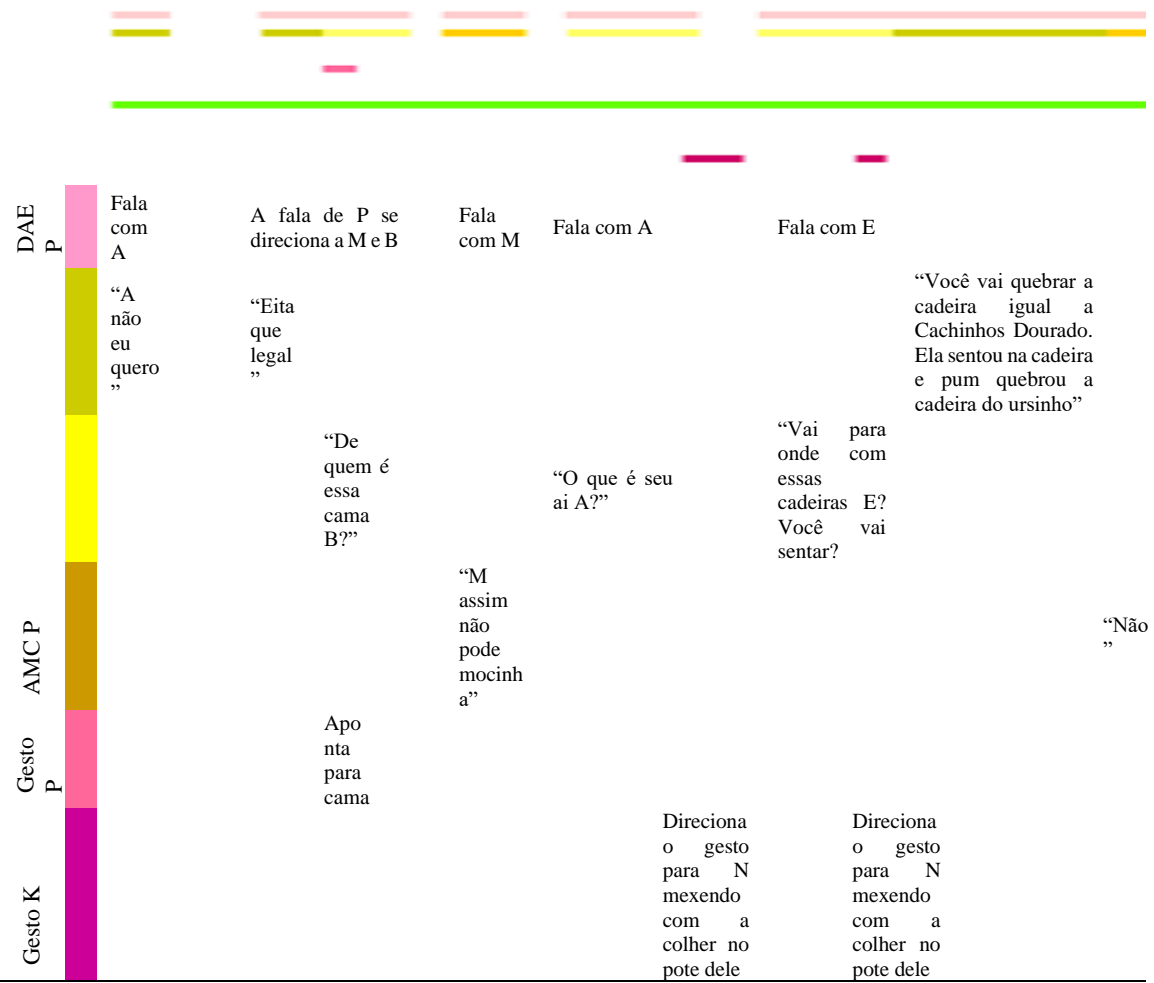 DAE
P
Fala
com
A
A fala de P se
direciona a M e B
Fala
com M
Fala com A
Fala com E
“A
não
eu
quero
”
“Eita
que
legal
”
“Você vai quebrar a
cadeira igual a
Cachinhos Dourado.
Ela sentou na cadeira
e pum quebrou a
cadeira do ursinho”
“De
quem é
essa
cama
B?”
“O que é seu
ai A?”
“Vai para
onde com
essas
cadeiras E?
Você vai
sentar?
AMC P
“M
assim
não
pode
mocinh
a”
“Não
”
Gesto
P
Apo
nta
para
cama
Gesto K
Direciona
o gesto
para N
mexendo
com a
colher no
pote dele
Direciona
o gesto
para N
mexendo
com a
colher no
pote dele